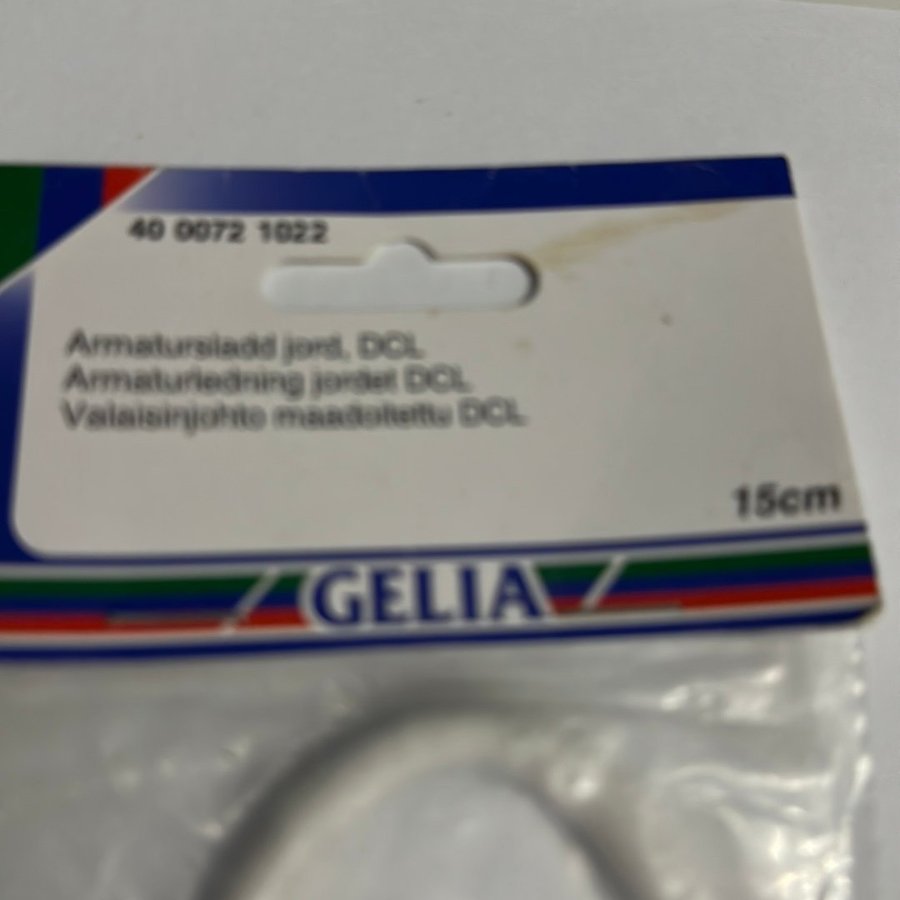 40 0072 1022
Armatursladd jord. DCL
Armaturledning jordet DCL
Valaisinjohto maadoitettu DCL
15cm
GELIA